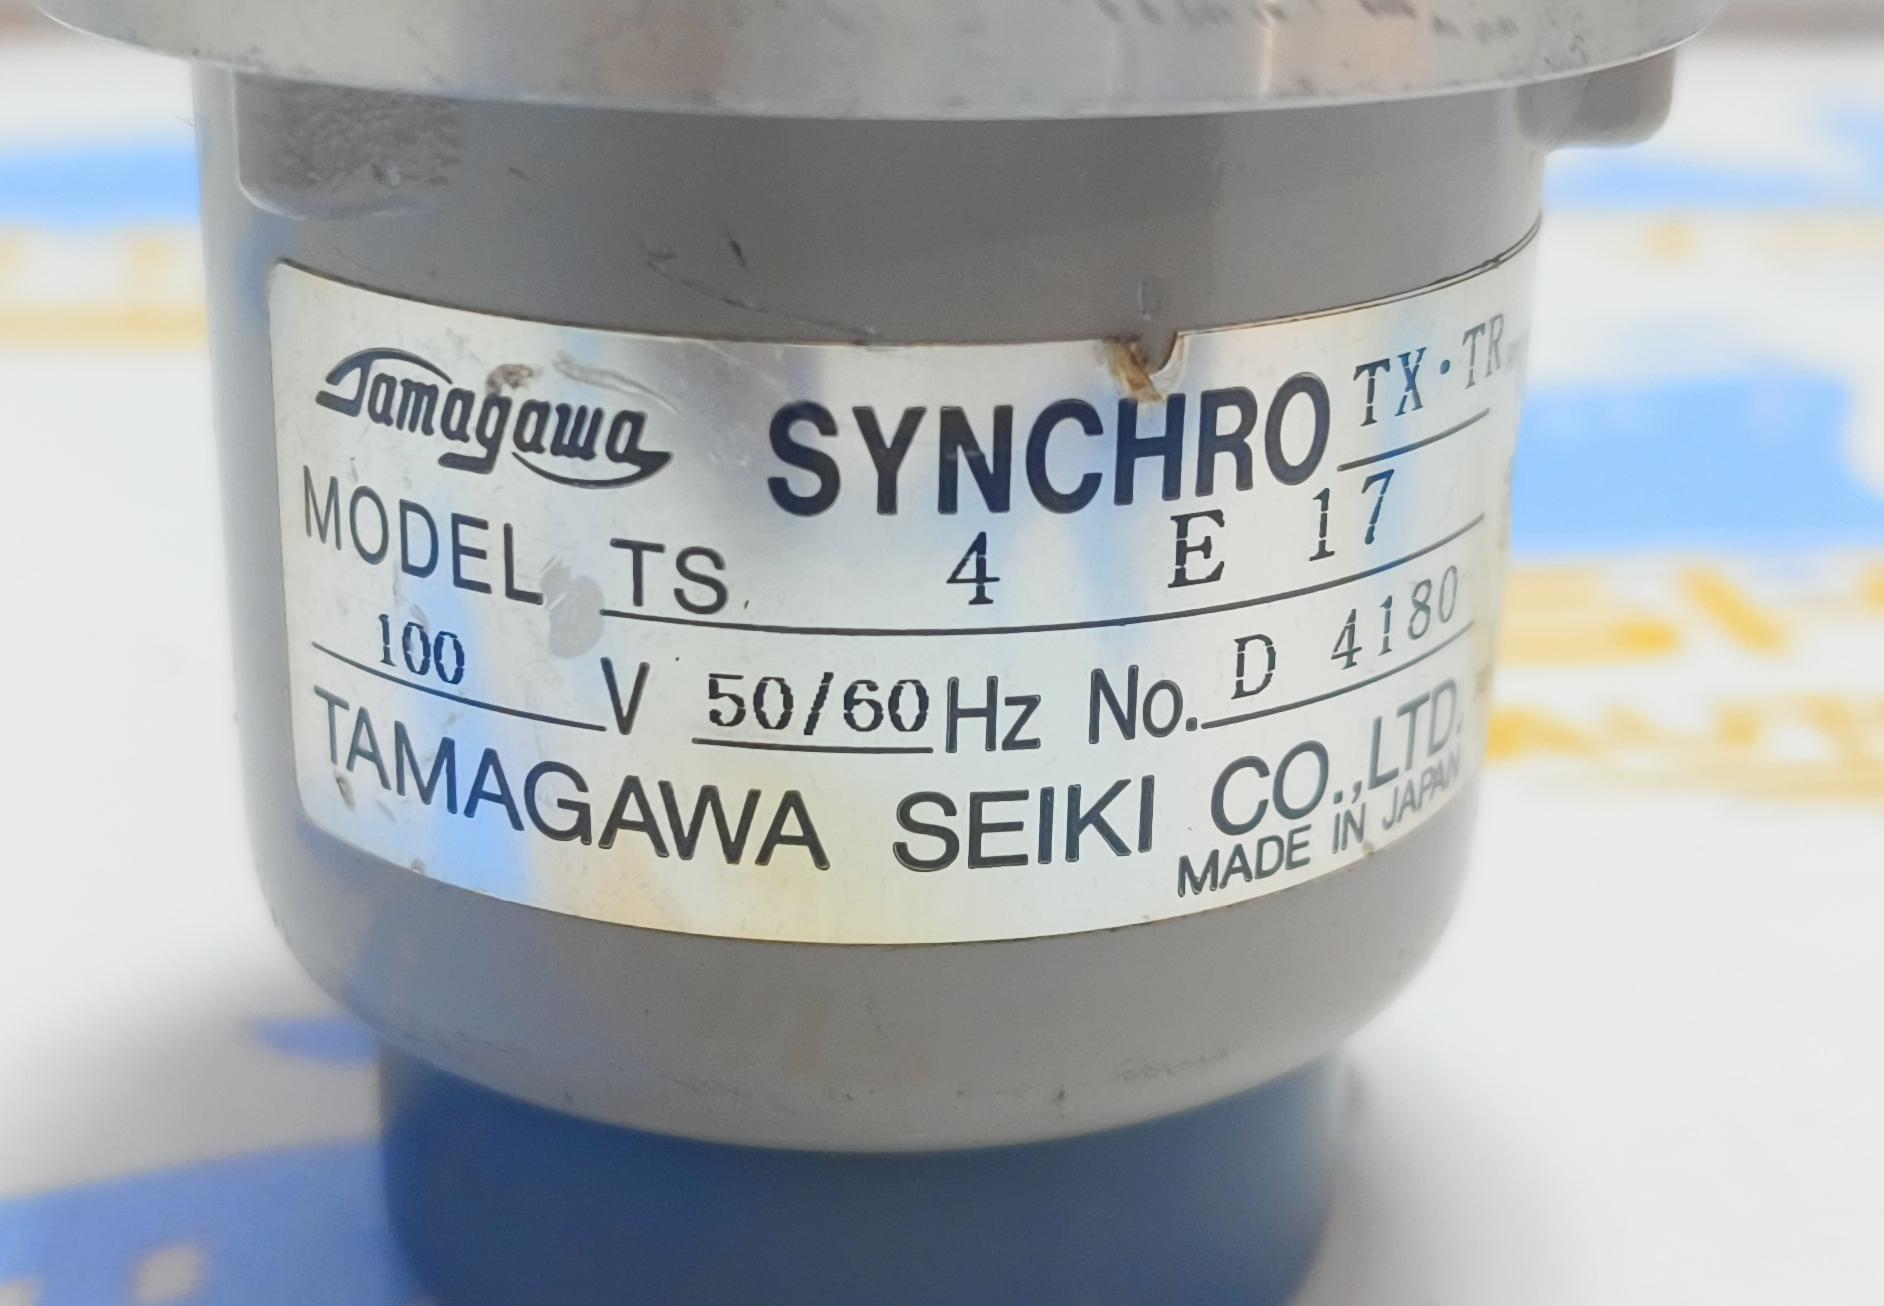 Tamagawa SYNCHRO TX·TR
MODEL TS 4 E 17
100 V 50/60 Hz No. D 4180
TAMAGAWA SEIKI CO.,LTD.
MADE IN JAPAN